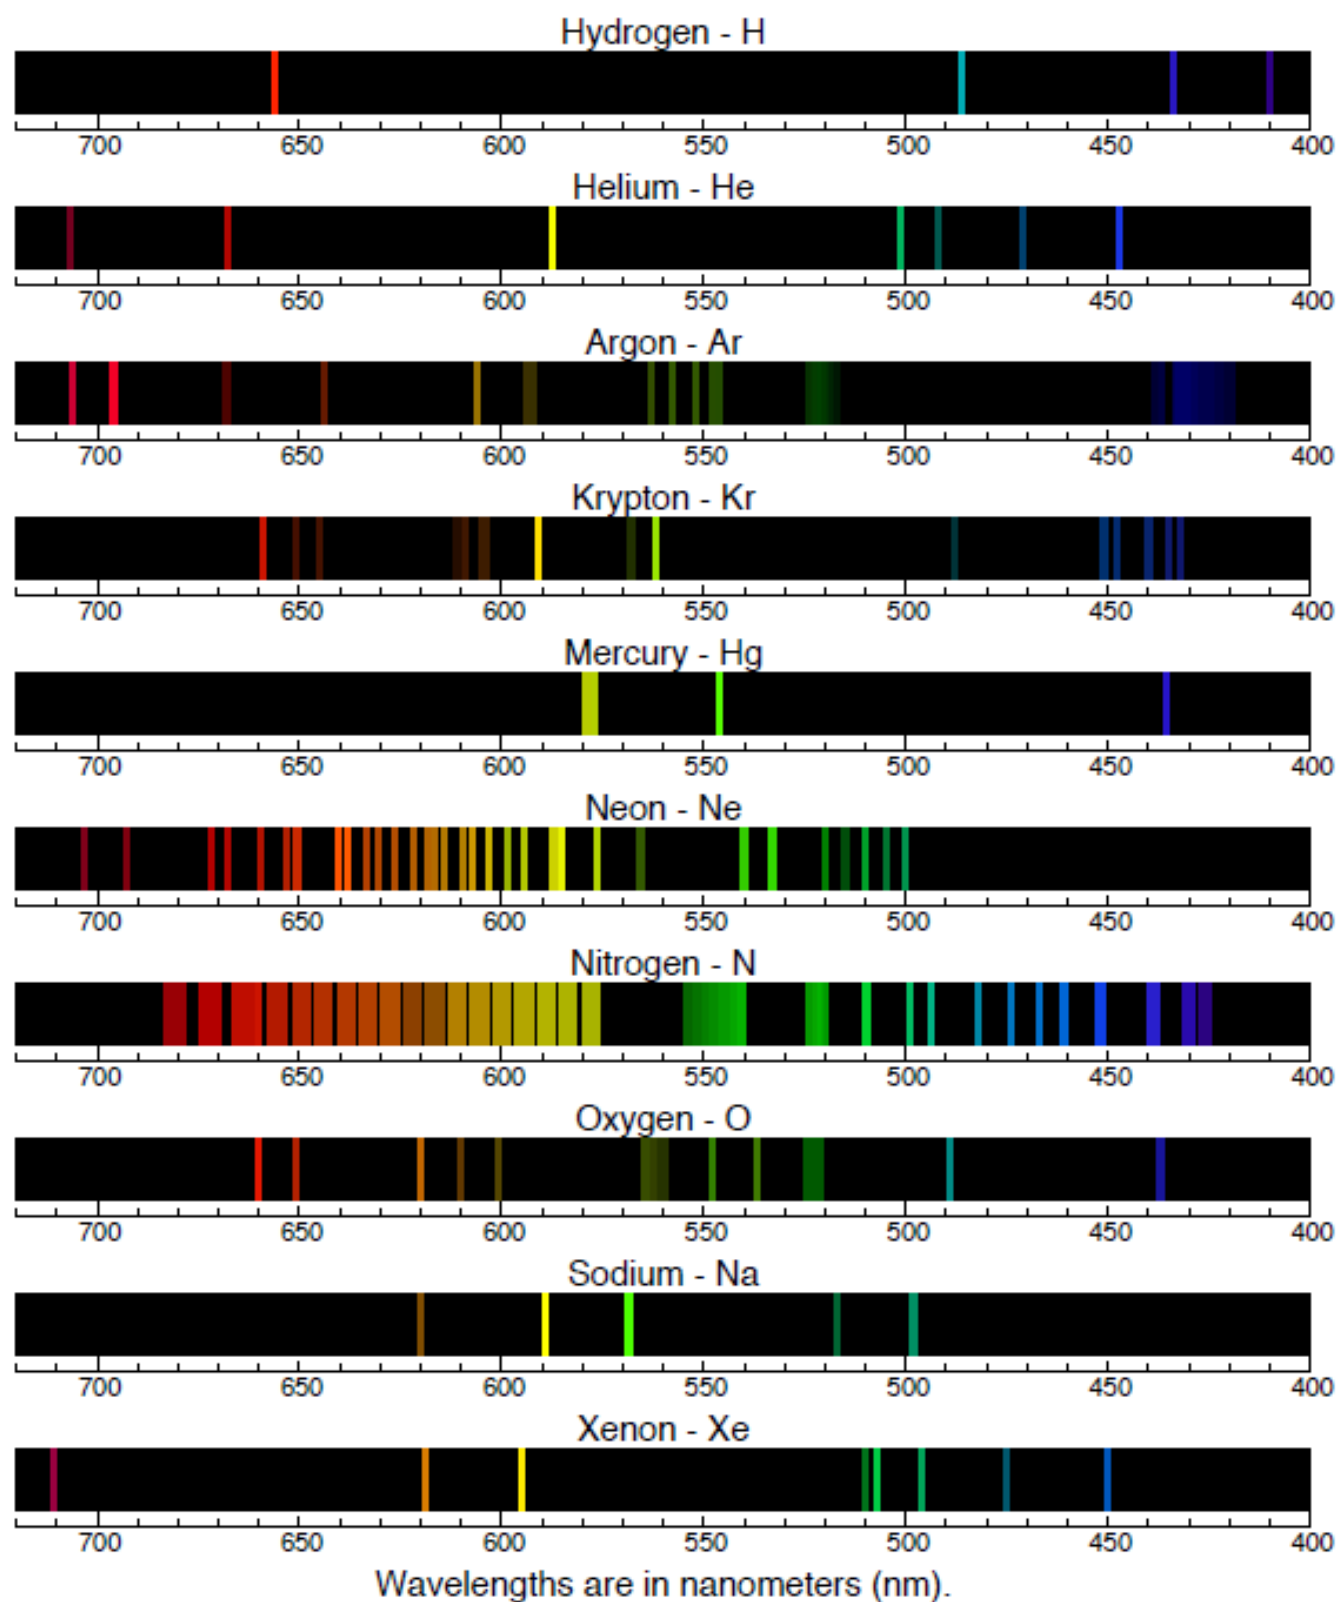 Hydrogen - H
700 650 600 550 500 450 400
Helium - He
700 650 600 550 500 450 400
Argon - Ar
700 650 600 550 500 450 400
Krypton - Kr
700 650 600 550 500 450 400
Mercury - Hg
700 650 600 550 500 450 400
Neon - Ne
700 650 600 550 500 450 400
Nitrogen - N
700 650 600 550 500 450 400
Oxygen - O
700 650 600 550 500 450 400
Sodium - Na
700 650 600 550 500 450 400
Xenon - Xe
700 650 600 550 500 450 400
Wavelengths are in nanometers (nm).